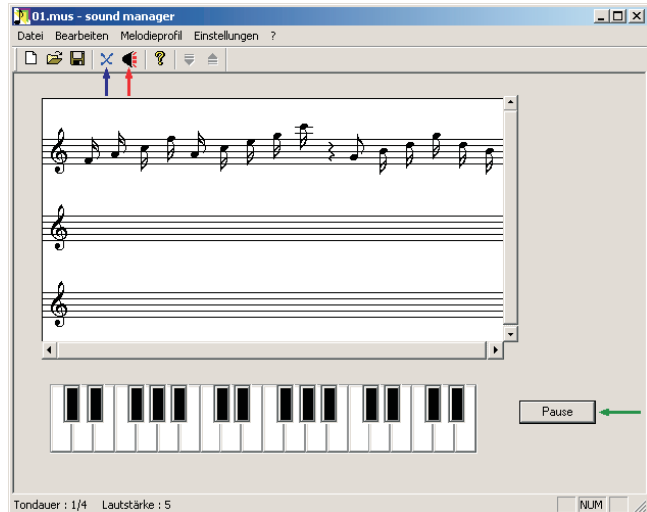 01.mus - sound manager
Datei Bearbeiten Melodieprofil Einstellungen ?
Pause
Tondauer : 1/4 Lautstärke : 5 NUM